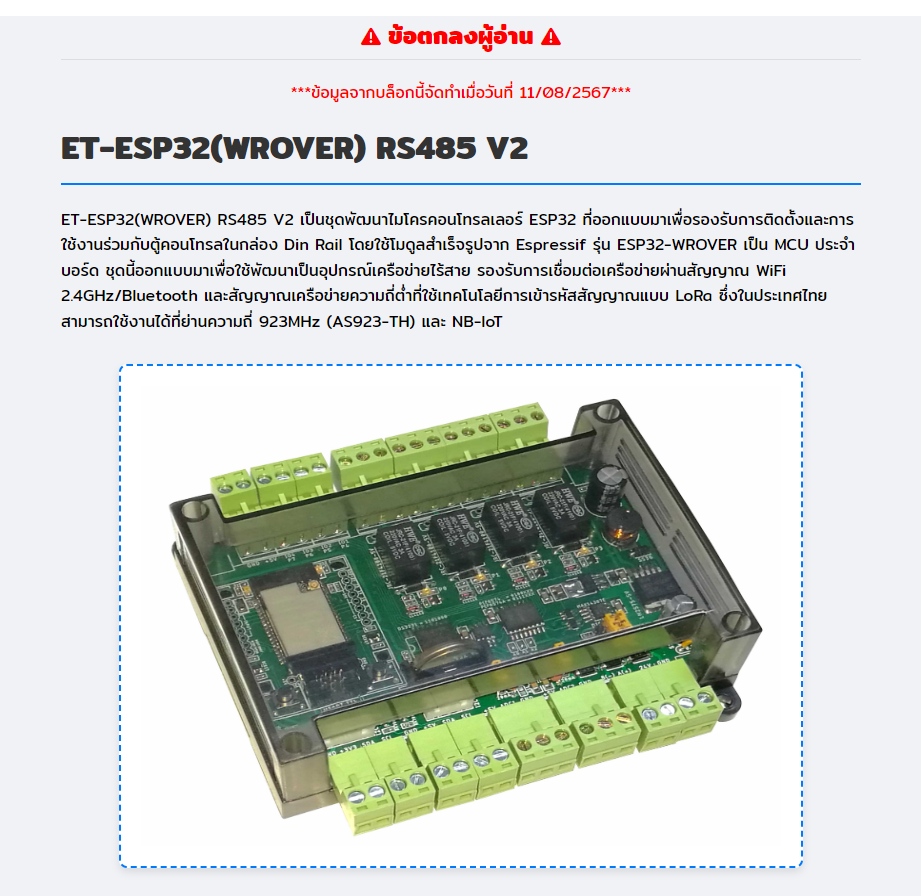 ข้อตกลงผู้อ่าน
***ข้อมูลจากบล็อกนี้จัดทำเมื่อวันที่ 11/08/2567***
ET-ESP32(WROVER) RS485 V2
ET-ESP32(WROVER) RS485 V2 เป็นชุดพัฒนาไมโครคอนโทรลเลอร์ ESP32 ที่ออกแบบมาเพื่อรองรับการติดตั้งและการ
ใช้งานร่วมกับตู้คอนโทรลในกล่อง Din Rail โดยใช้โมดูลสำเร็จรูปจาก Espressif รุ่น ESP32-WROVER เป็น MCU ประจำ
บอร์ด ชุดนี้ออกแบบมาเพื่อใช้พัฒนาเป็นอุปกรณ์เครือข่ายไร้สาย รองรับการเชื่อมต่อเครือข่ายผ่านสัญญาณ WiFi
2.4GHz/Bluetooth และสัญญาณเครือข่ายความถี่ต่ำที่ใช้เทคโนโลยีการเข้ารหัสสัญญาณแบบ LoRa ซึ่งในประเทศไทย
สามารถใช้งานได้ที่ย่านความถี่ 923MHz (AS923-TH) และ NB-IoT